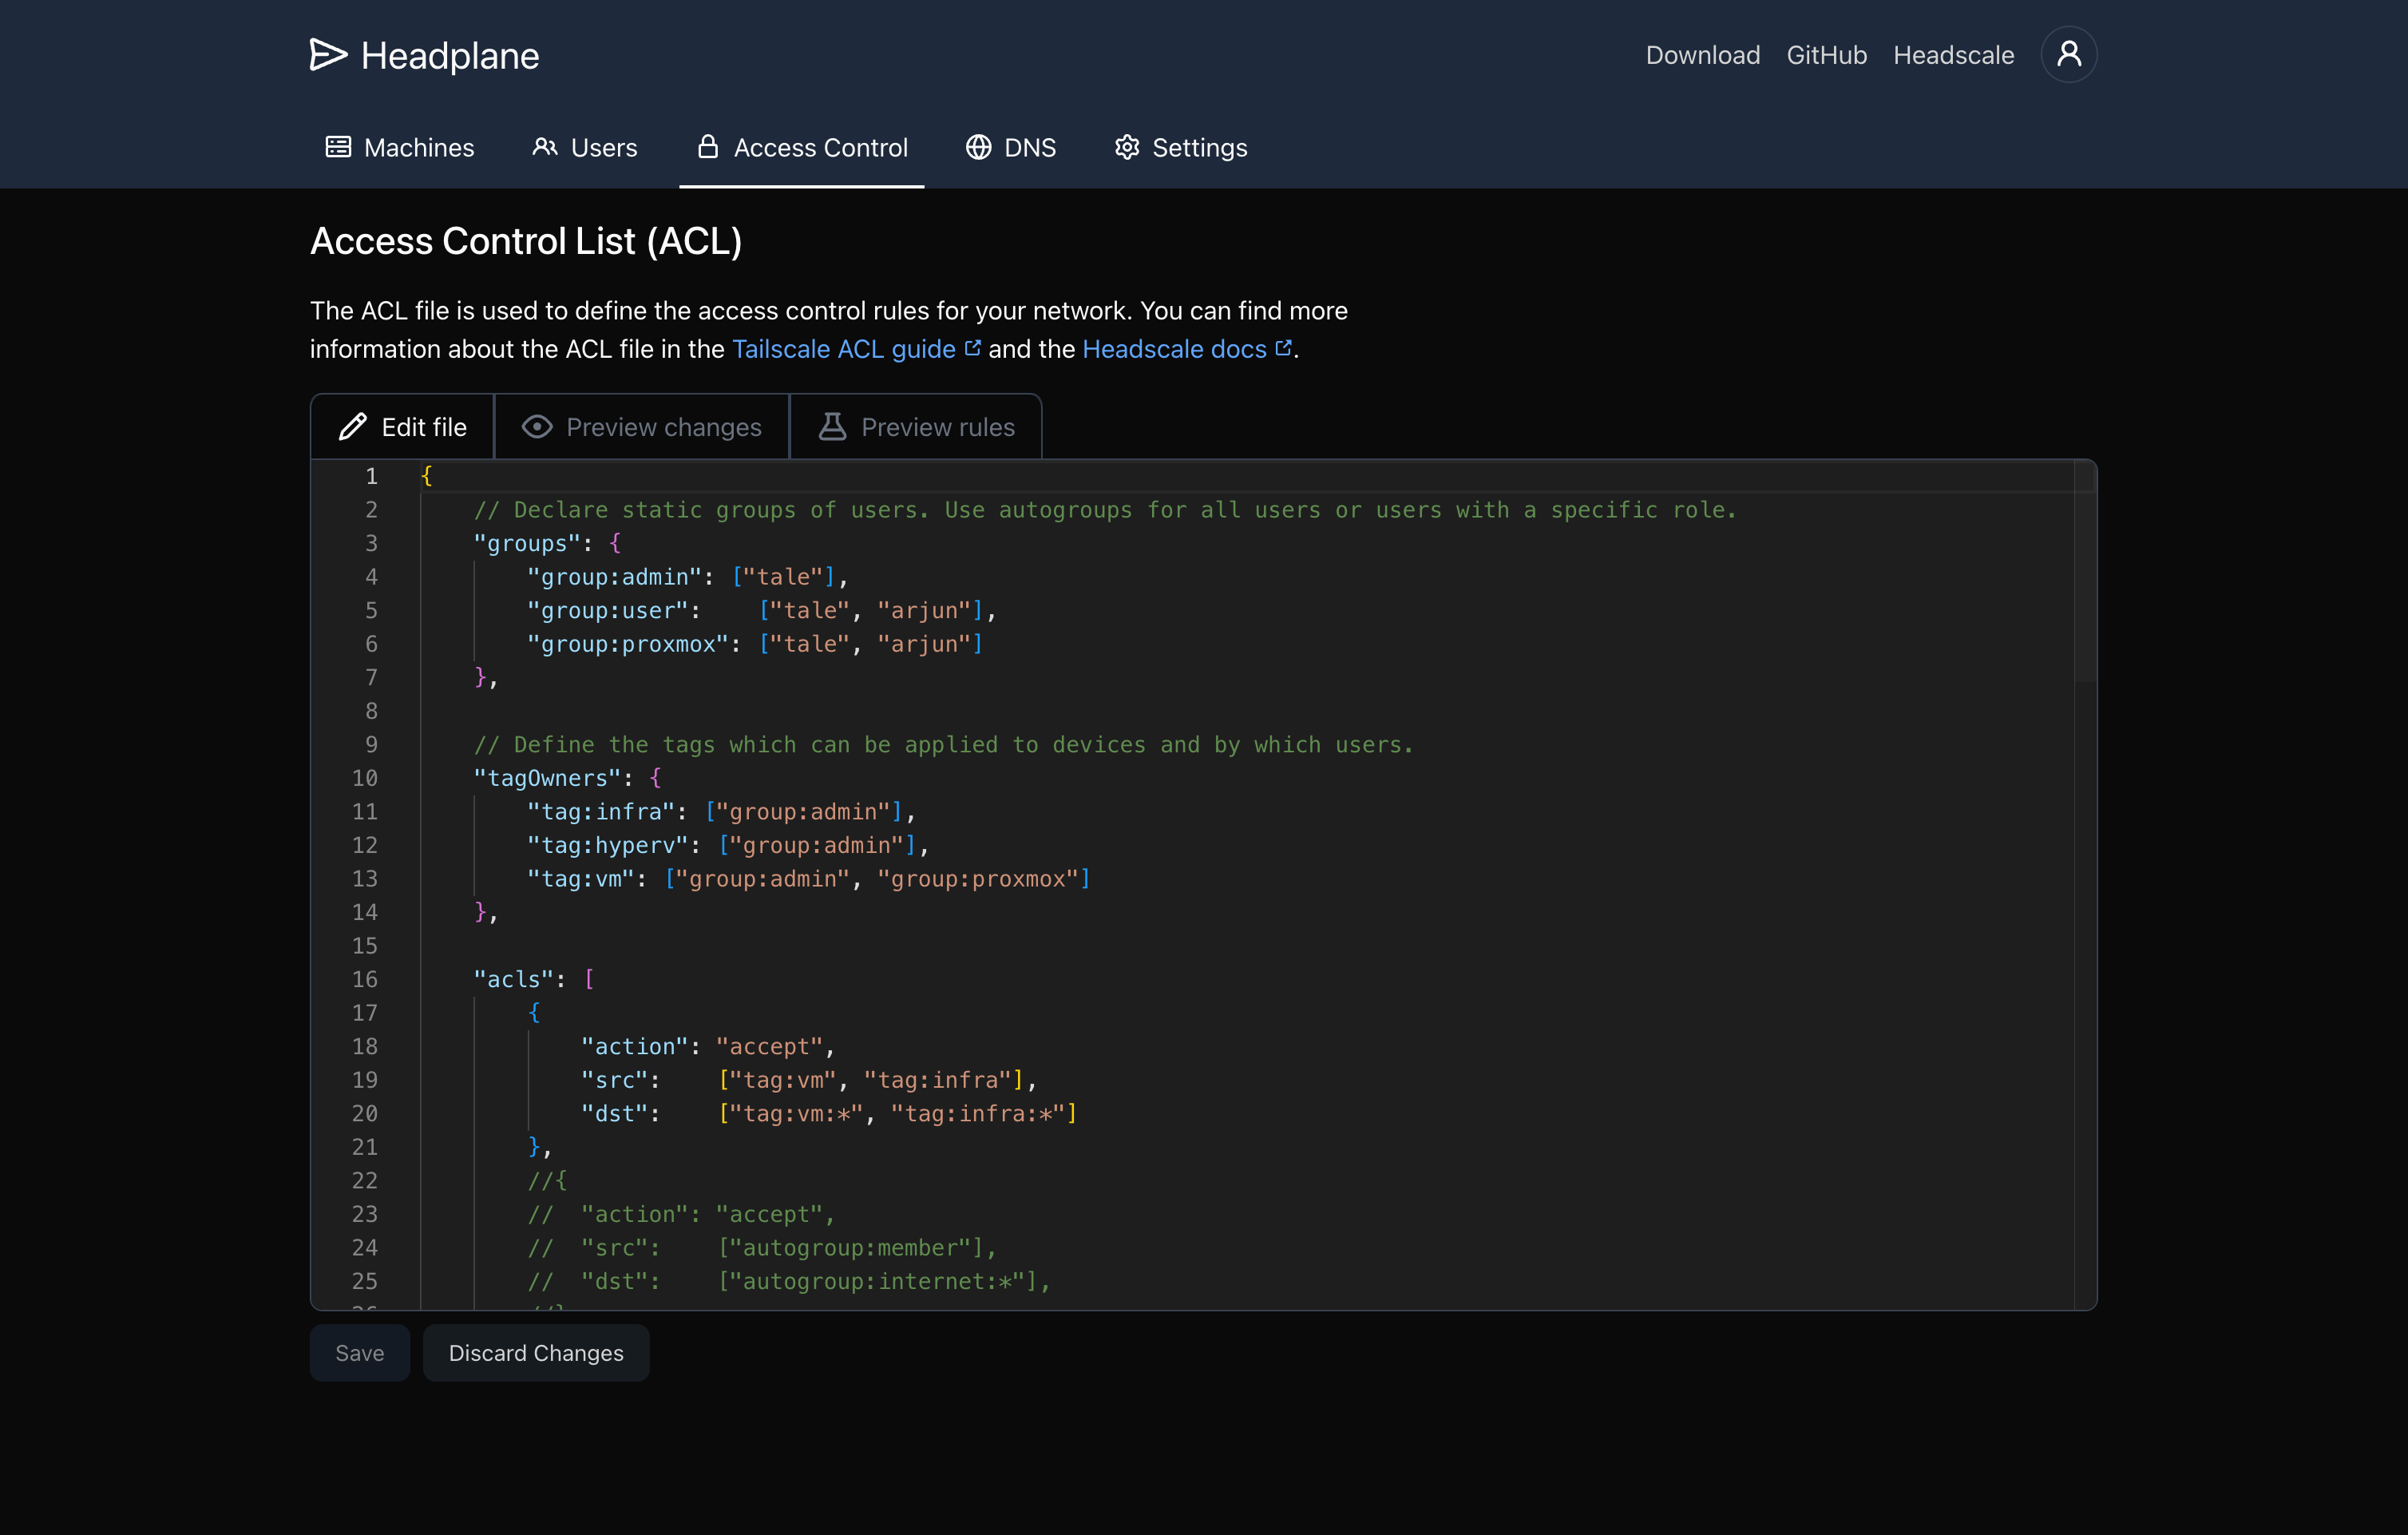 Headplane
Download GitHub Headscale
Machines Users Access Control DNS Settings
Access Control List (ACL)
The ACL file is used to define the access control rules for your network. You can find more
information about the ACL file in the Tailscale ACL guide and the Headscale docs.
Edit file Preview changes Preview rules
1 {
2 // Declare static groups of users. Use autogroups for all users or users with a specific role.
3 "groups": {
4 "group:admin": ["tale"],
5 "group:user": ["tale", "arjun"],
6 "group:proxmox": ["tale", "arjun"]
7 },
8
9 // Define the tags which can be applied to devices and by which users.
10 "tagOwners": {
11 "tag:infra": ["group:admin"],
12 "tag:hyperv": ["group:admin"],
13 "tag:vm": ["group:admin", "group:proxmox"]
14 },
15
16 "acls": [
17 {
18 "action": "accept",
19 "src": ["tag:vm", "tag:infra"],
20 "dst": ["tag:vm:*", "tag:infra:*"]
21 },
22 //{
23 // "action": "accept",
24 // "src": ["autogroup:member"],
25 // "dst": ["autogroup:internet:*"],
Save Discard Changes